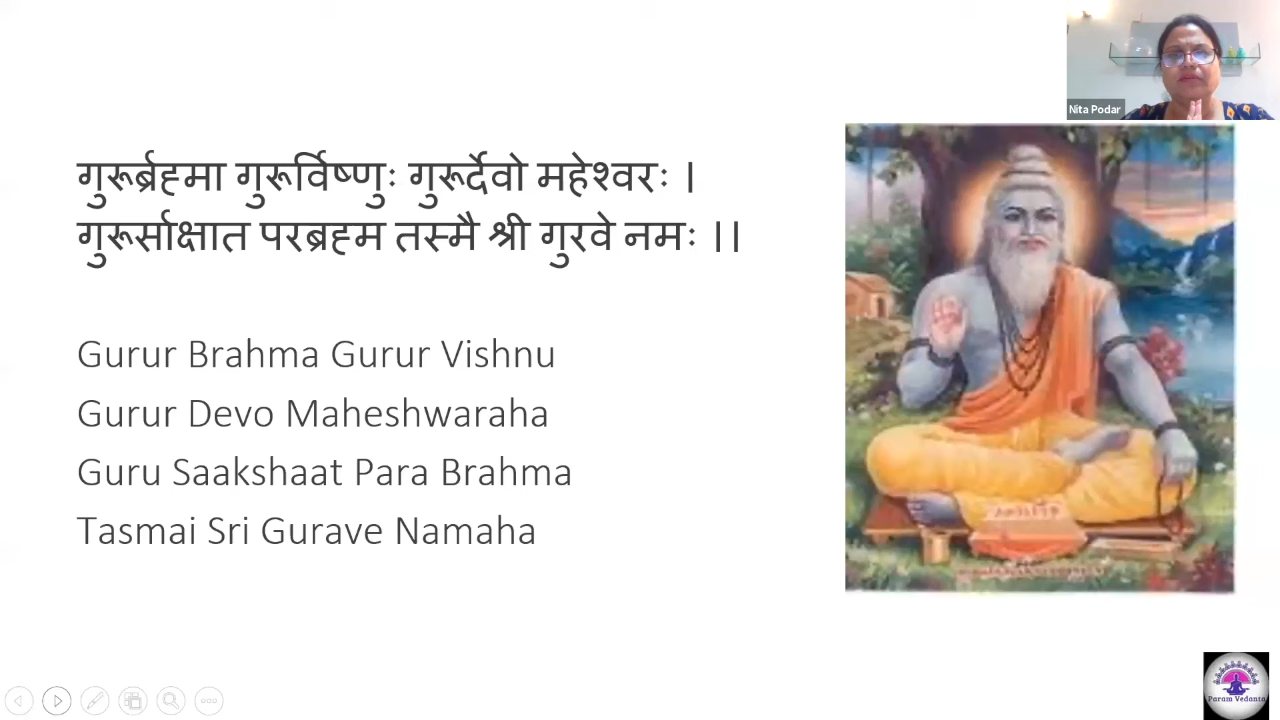 Nita Podar
गुरूर्ब्रह्मा गुरूर्विष्णुः गुरूर्देवो महेश्वरः ।
गुरूर्साक्षात परब्रह्म तस्मै श्री गुरवे नमः ।।
Gurur Brahma Gurur Vishnu
Gurur Devo Maheshwaraha
Guru Saakshaat Para Brahma
Tasmai Sri Gurave Namaha
Param Vedanta